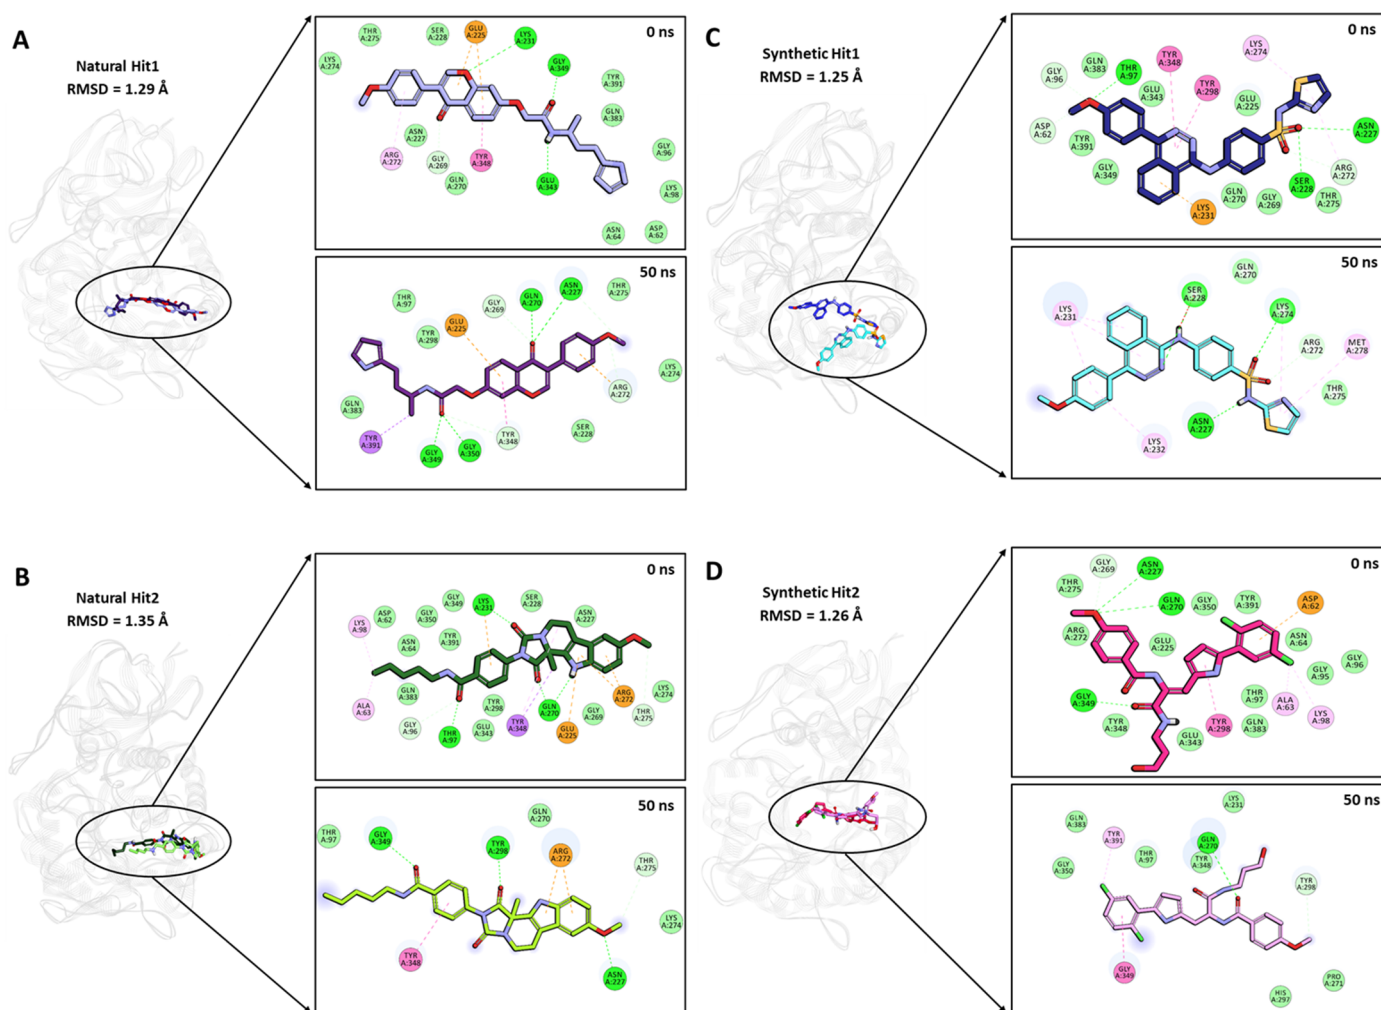 A
Natural Hit1
RMSD = 1.29 Å
0 ns
THR
A:275
SER
A:228
GLU
A:225
LYS
A:231
LYS
A:274
GLY
A:349
TYR
A:391
GLN
A:383
ASN
A:227
GLY
A:96
ARG
A:272
GLY
A:269
TYR
A:348
GLN
A:270
GLU
A:343
LYS
A:98
ASN
A:64
ASP
A:62
50 ns
THR
A:97
GLY
A:269
GLN
A:270
ASN
A:227
THR
A:275
GLU
A:225
TYR
A:298
LYS
A:274
ARG
A:272
GLN
A:383
TYR
A:391
GLY
A:349
GLY
A:350
TYR
A:348
SER
A:228
C
Synthetic Hit1
RMSD = 1.25 Å
0 ns
GLY
A:96
GLN
A:383
THR
A:97
TYR
A:348
LYS
A:274
GLU
A:343
TYR
A:298
GLU
A:225
ASP
A:62
TYR
A:391
ASN
A:227
GLY
A:349
ARG
A:272
LYS
A:231
GLN
A:270
GLY
A:269
SER
A:228
THR
A:275
50 ns
GLN
A:270
LYS
A:231
SER
A:228
LYS
A:274
ARG
A:272
MET
A:278
THR
A:275
ASN
A:227
LYS
A:232
B
Natural Hit2
RMSD = 1.35 Å
0 ns
LYS
A:98
ASP
A:62
GLY
A:350
GLY
A:349
LYS
A:231
SER
A:228
ASN
A:227
ASN
A:64
TYR
A:391
ALA
A:63
GLN
A:383
TYR
A:298
ARG
A:272
LYS
A:274
GLY
A:96
THR
A:97
GLU
A:343
TYR
A:348
GLN
A:270
GLU
A:225
GLY
A:269
THR
A:275
50 ns
THR
A:97
GLY
A:349
TYR
A:298
GLN
A:270
ARG
A:272
THR
A:275
LYS
A:274
TYR
A:348
ASN
A:227
D
Synthetic Hit2
RMSD = 1.26 Å
0 ns
THR
A:275
GLY
A:269
ASN
A:227
GLN
A:270
GLY
A:350
TYR
A:391
ASP
A:62
ARG
A:272
GLU
A:225
ASN
A:64
GLY
A:95
GLY
A:96
GLY
A:349
THR
A:97
ALA
A:63
LYS
A:98
TYR
A:348
GLU
A:343
TYR
A:298
GLN
A:383
50 ns
GLN
A:383
TYR
A:391
THR
A:97
GLN
A:270
TYR
A:348
LYS
A:231
GLY
A:350
TYR
A:298
GLY
A:349
HIS
A:297
PRO
A:271